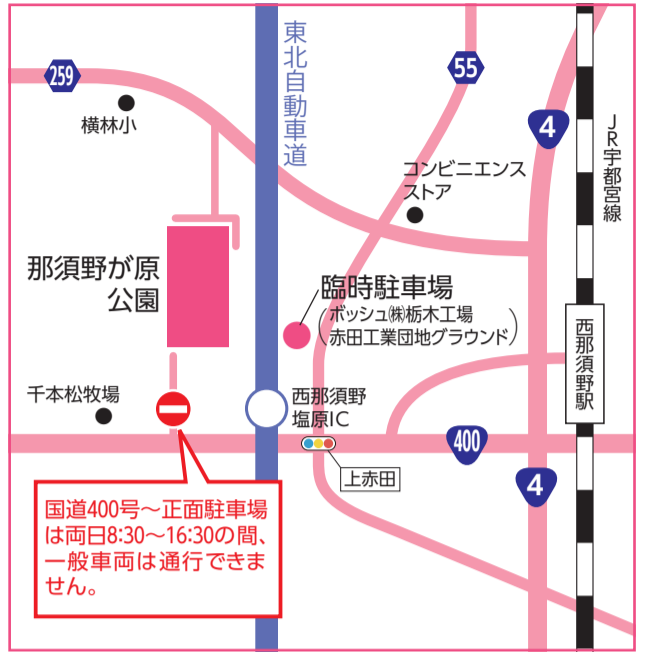 東北自動車道
259
55
4
横林小
JR宇都宮線
コンビニエンス
ストア
那須野が原
公園
臨時駐車場
(ボッシュ㈱栃木工場
赤田工業団地グラウンド)
西那須野駅
千本松牧場
西那須野
塩原IC
400
上赤田
4
国道400号～正面駐車場
は両日8:30～16:30の間、
一般車両は通行できま
せん。